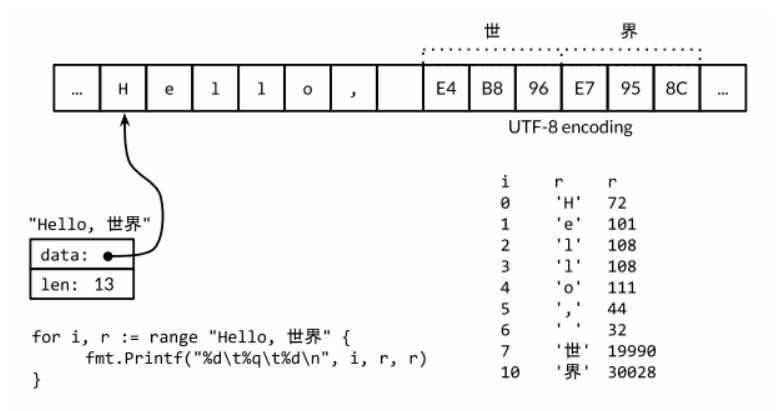 世 界
… H e l l o , E4 B8 96 E7 95 8C …
UTF-8 encoding
"Hello, 世界"
data:
len: 13
for i, r := range "Hello, 世界" {
fmt.Printf("%d\t%q\t%d\n", i, r, r)
}
i r r
0 'H' 72
1 'e' 101
2 'l' 108
3 'l' 108
4 'o' 111
5 ',' 44
6 ' ' 32
7 '世' 19990
10 '界' 30028